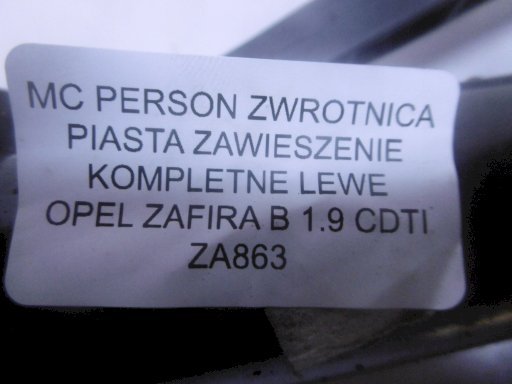 MC PERSON ZWROTNICA
PIASTA ZAWIESZENIE
KOMPLETNE LEWE
OPEL ZAFIRA B 1.9 CDTI
ZA863